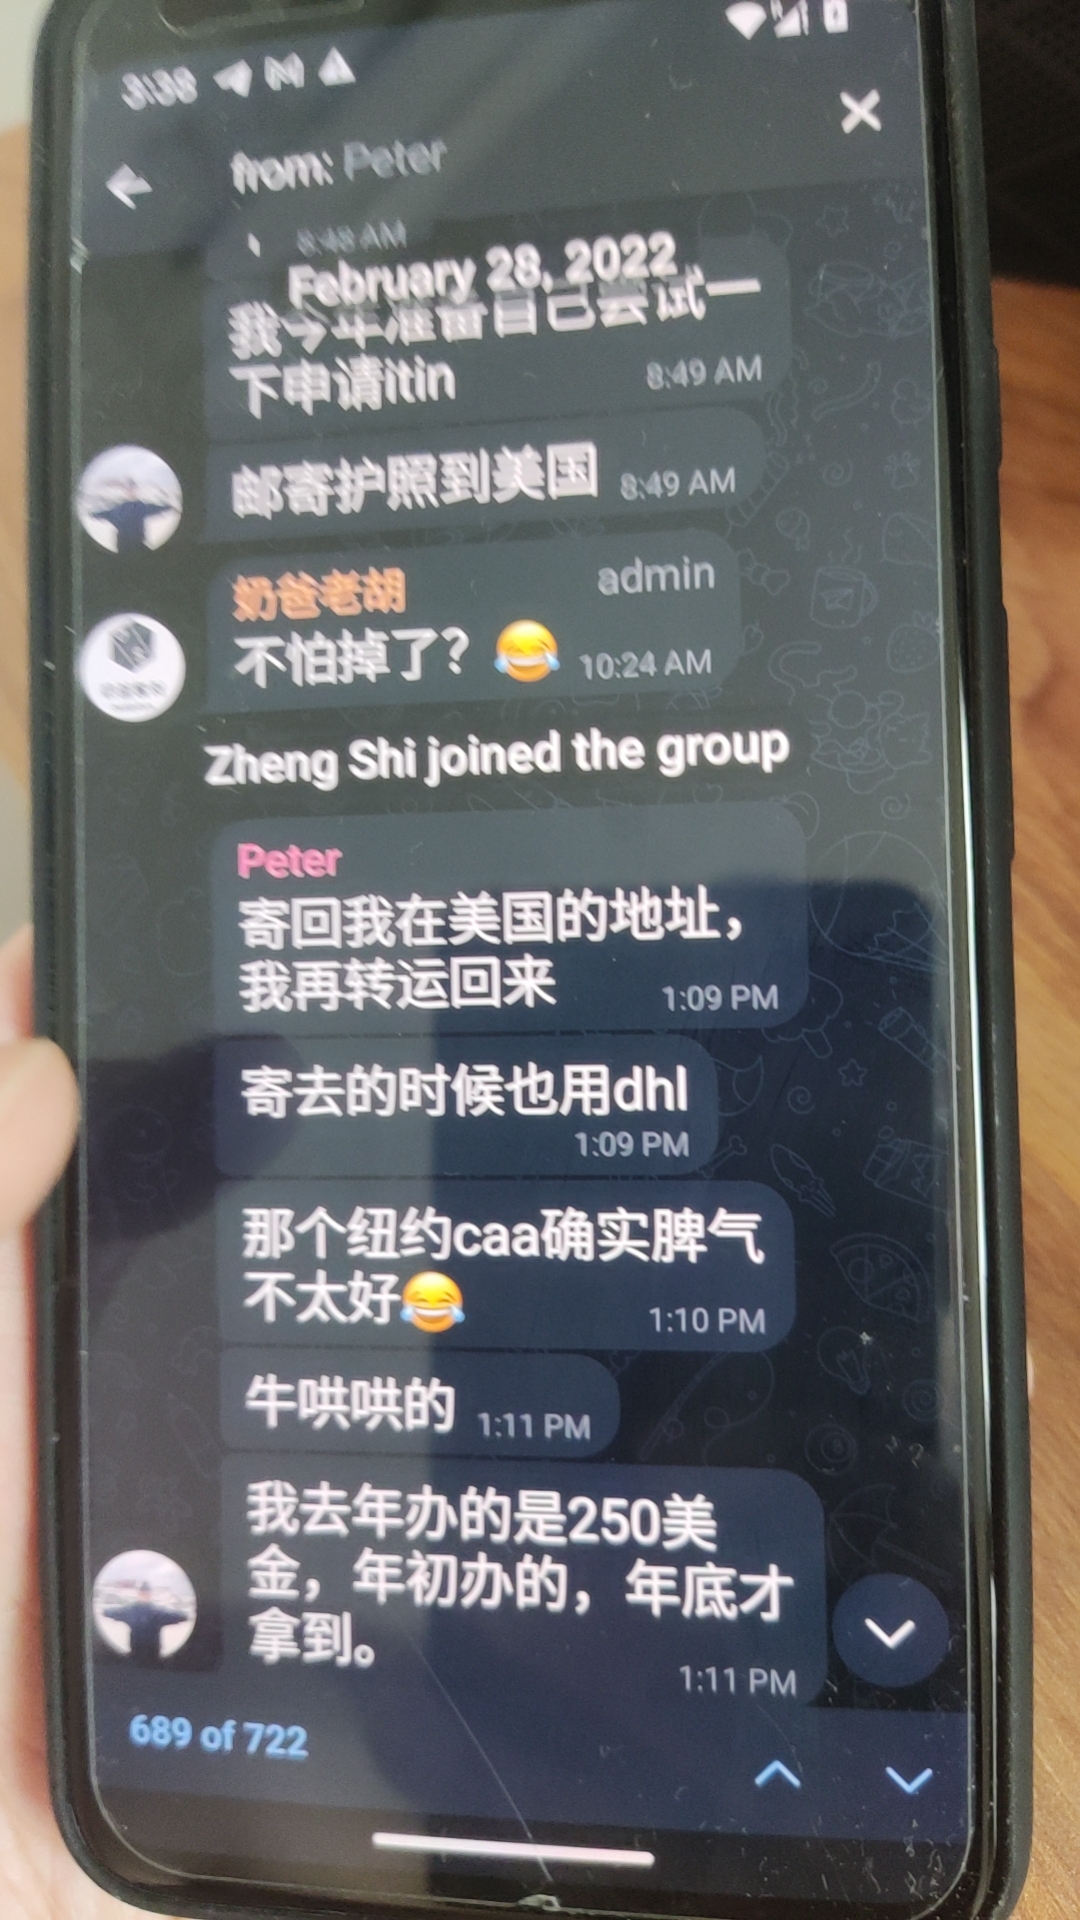 3:38
from: Peter
8:48 AM
February 28, 2022
我今年准备自己尝试一
下申请itin
8:49 AM
邮寄护照到美国
8:49 AM
奶爸老胡
admin
不怕掉了？😂
10:24 AM
Zheng Shi joined the group
Peter
寄回我在美国的地址，
我再转运回来
1:09 PM
寄去的时候也用dhl
1:09 PM
那个纽约caa确实脾气
不太好😂
1:10 PM
牛哄哄的
1:11 PM
我去年办的是250美
金，年初办的，年底才
拿到。
1:11 PM
689 of 722